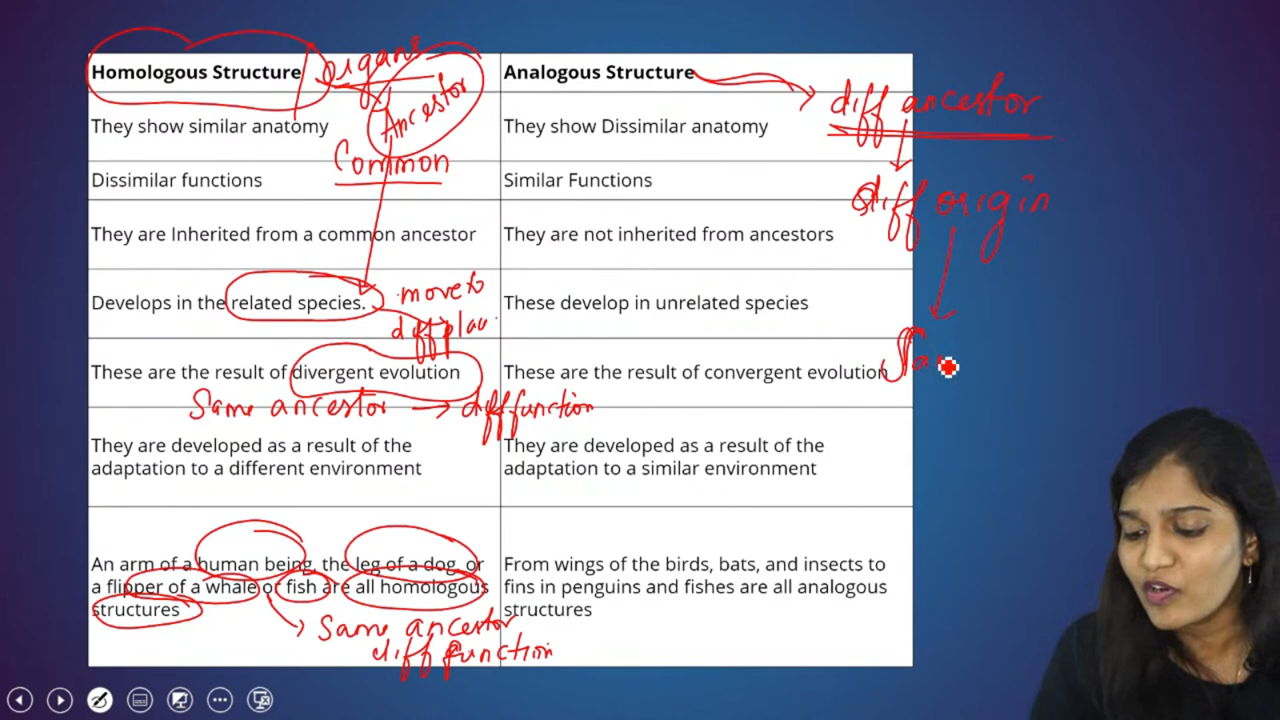 Homologous Structure
organs
Ancestor
Common
Analogous Structure
diff ancestor
diff origin
They show similar anatomy
They show Dissimilar anatomy
Dissimilar functions
Similar Functions
They are Inherited from a common ancestor
They are not inherited from ancestors
Develops in the related species.
move to
diff
These develop in unrelated species
These are the result of divergent evolution
Same ancestor → diff function
These are the result of convergent evolution
They are developed as a result of the
adaptation to a different environment
They are developed as a result of the
adaptation to a similar environment
An arm of a human being, the leg of a dog or
a flipper of a whale or fish are all homologous
structures
Same ancestor
diff function
From wings of the birds, bats, and insects to
fins in penguins and fishes are all analogous
structures